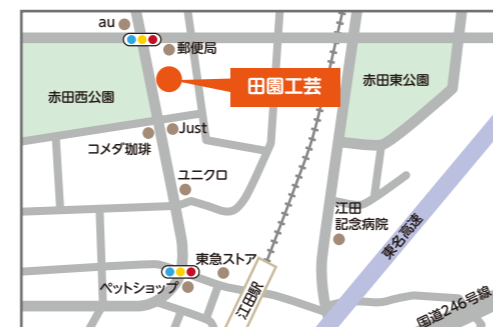 au
郵便局
田園工芸
赤田西公園
赤田東公園
Just
コメダ珈琲
ユニクロ
江田
記念病院
東名高速
東急ストア
ペットショップ
江田駅
国道246号線